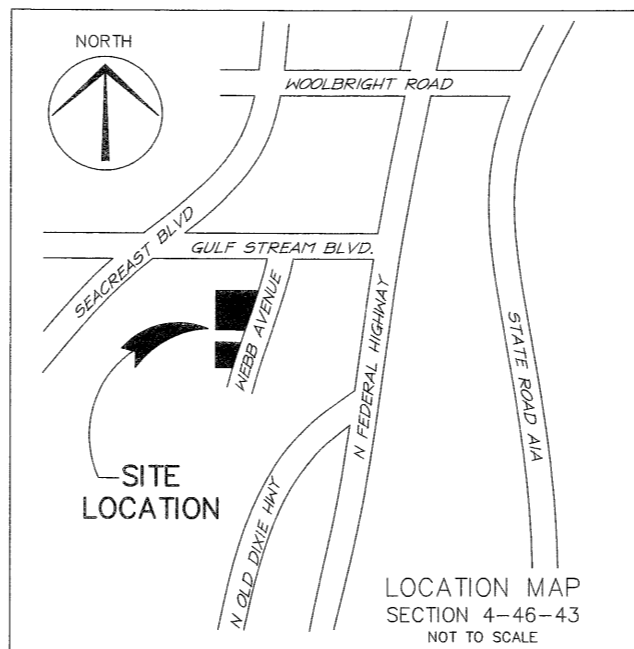 NORTH
WOOLBRIGHT ROAD
SEACREAST BLVD
GULF STREAM BLVD.
WEBB AVENUE
N FEDERAL HIGHWAY
STATE ROAD A1A
SITE
LOCATION
N OLD DIXIE HWY
LOCATION MAP
SECTION 4-46-43
NOT TO SCALE